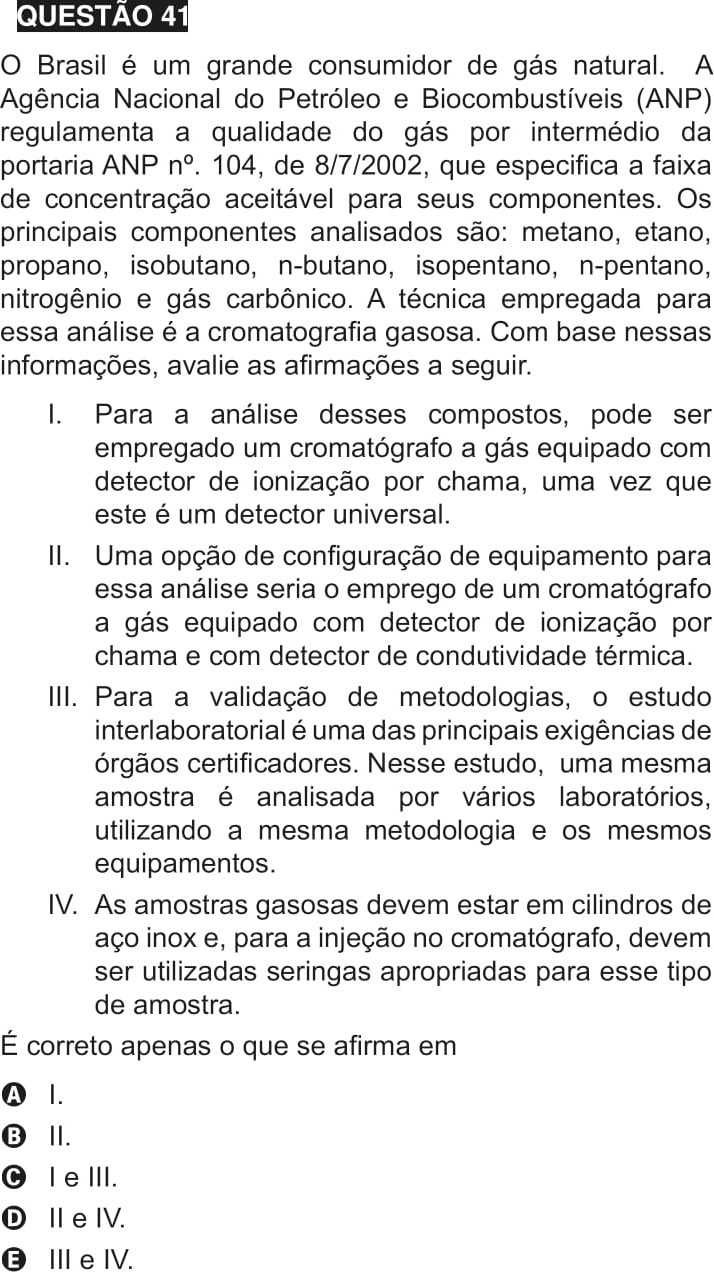 QUESTÃO 41
O Brasil é um grande consumidor de gás natural. A
Agência Nacional do Petróleo e Biocombustíveis (ANP)
regulamenta a qualidade do gás por intermédio da
portaria ANP nº. 104, de 8/7/2002, que especifica a faixa
de concentração aceitável para seus componentes. Os
principais componentes analisados são: metano, etano,
propano, isobutano, n-butano, isopentano, n-pentano,
nitrogênio e gás carbônico. A técnica empregada para
essa análise é a cromatografia gasosa. Com base nessas
informações, avalie as afirmações a seguir.
I. Para a análise desses compostos, pode ser
empregado um cromatógrafo a gás equipado com
detector de ionização por chama, uma vez que
este é um detector universal.
II. Uma opção de configuração de equipamento para
essa análise seria o emprego de um cromatógrafo
a gás equipado com detector de ionização por
chama e com detector de condutividade térmica.
III. Para a validação de metodologias, o estudo
interlaboratorial é uma das principais exigências de
órgãos certificadores. Nesse estudo, uma mesma
amostra é analisada por vários laboratórios,
utilizando a mesma metodologia e os mesmos
equipamentos.
IV. As amostras gasosas devem estar em cilindros de
aço inox e, para a injeção no cromatógrafo, devem
ser utilizadas seringas apropriadas para esse tipo
de amostra.
É correto apenas o que se afirma em
A I.
B II.
C I e III.
D II e IV.
E III e IV.